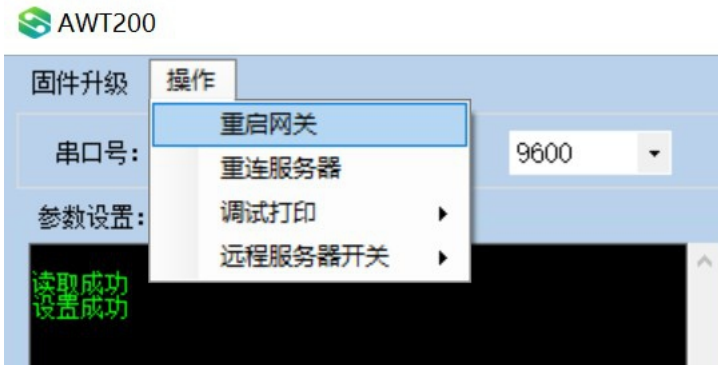 AWT200
固件升级 操作
重启网关
串口号: 9600
重连服务器
参数设置: 调试打印
远程服务器开关
读取成功
设置成功